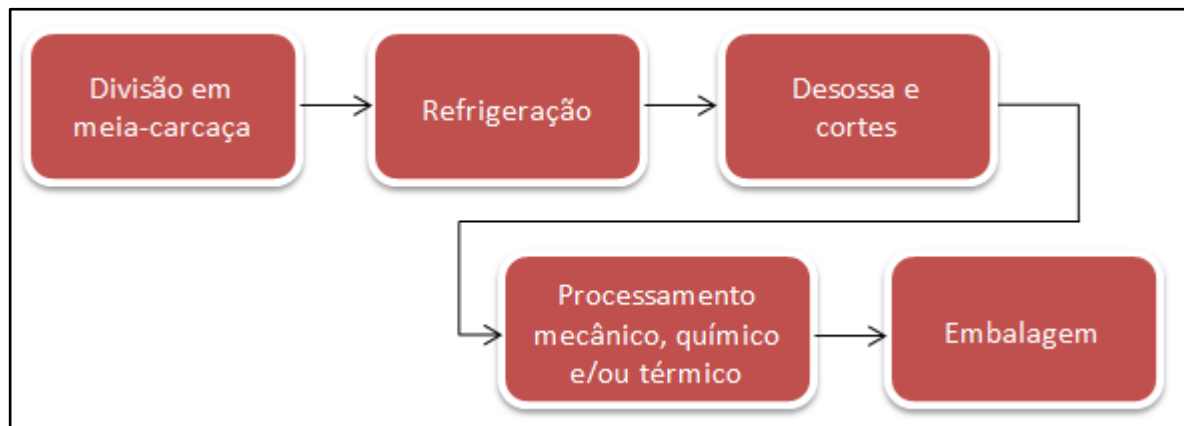 Divisão em
meia-carcaça
Refrigeração
Desossa e
cortes
Processamento
mecânico, químico
e/ou térmico
Embalagem